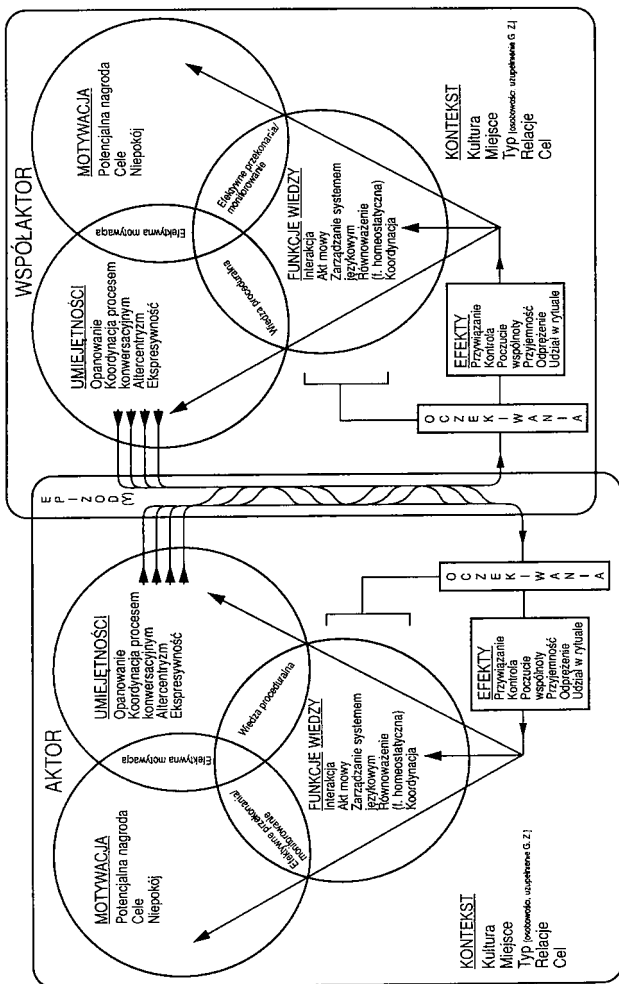 AKTOR
MOTYWACJA
Potencjalna nagroda
Cele
Niepokój
Efektywna motywacja
UMIEJĘTNOŚCI
Opanowanie
Koordynacja procesem
konwersacyjnym
Altercentryzm
Ekspresywność
Efektywne przekonania/
monitorowanie
Wiedza proceduralna
FUNKCJE WIEDZY
Interakcja
Akt mowy
Zarządzanie systemem
językowym
Równoważenie
(f. homeostatyczna)
Koordynacja
KONTEKST
Kultura
Miejsce
Typ [osobowości, uzupełnienie G. Z.]
Relacje
Cel
EFEKTY
Przywiązanie
Kontrola
Poczucie
wspólnoty
Przyjemność
Odprężenie
Udział w rytuale
OCZEKIWANIA
EPIZOD
(Y)
WSPÓŁAKTOR
UMIEJĘTNOŚCI
Opanowanie
Koordynacja procesem
konwersacyjnym
Altercentryzm
Ekspresywność
Efektywna motywacja
MOTYWACJA
Potencjalna nagroda
Cele
Niepokój
Wiedza proceduralna
Efektywne przekonania/
monitorowanie
FUNKCJE WIEDZY
Interakcja
Akt mowy
Zarządzanie systemem
językowym
Równoważenie
(f. homeostatyczna)
Koordynacja
OCZEKIWANIA
EFEKTY
Przywiązanie
Kontrola
Poczucie
wspólnoty
Przyjemność
Odprężenie
Udział w rytuale
KONTEKST
Kultura
Miejsce
Typ [osobowości, uzupełnienie G. Z.]
Relacje
Cel